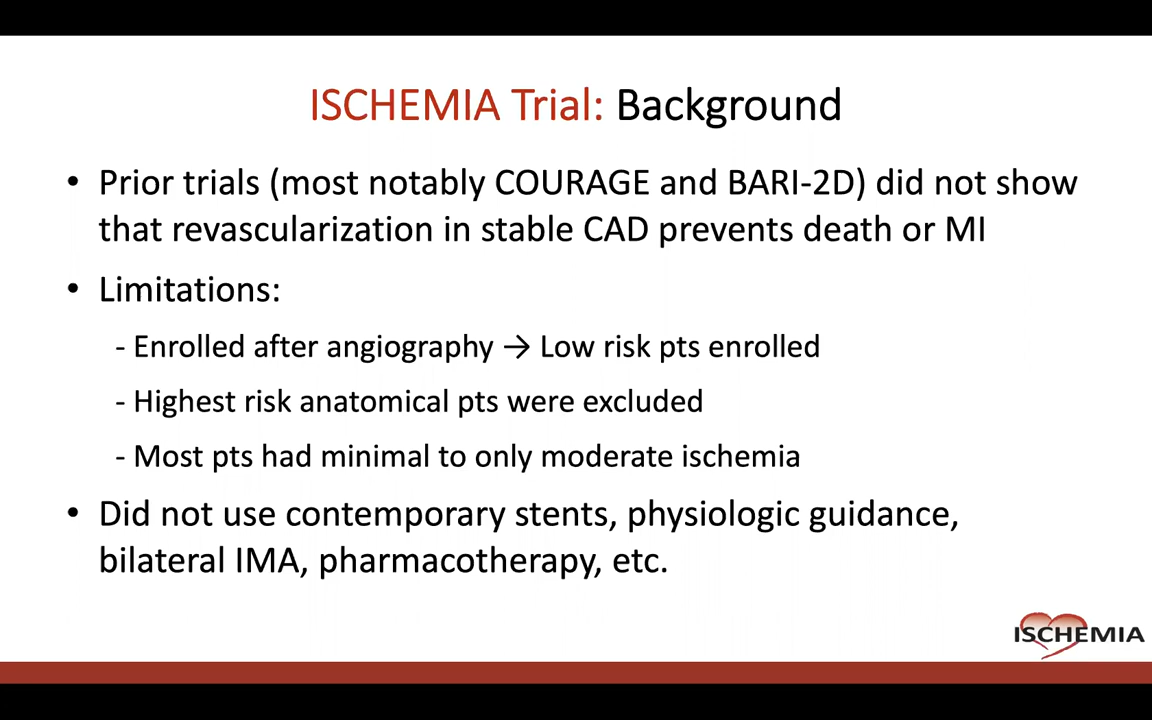 ISCHEMIA Trial: Background
• Prior trials (most notably COURAGE and BARI-2D) did not show
that revascularization in stable CAD prevents death or MI
• Limitations:
- Enrolled after angiography → Low risk pts enrolled
- Highest risk anatomical pts were excluded
- Most pts had minimal to only moderate ischemia
• Did not use contemporary stents, physiologic guidance,
bilateral IMA, pharmacotherapy, etc.
ISCHEMIA